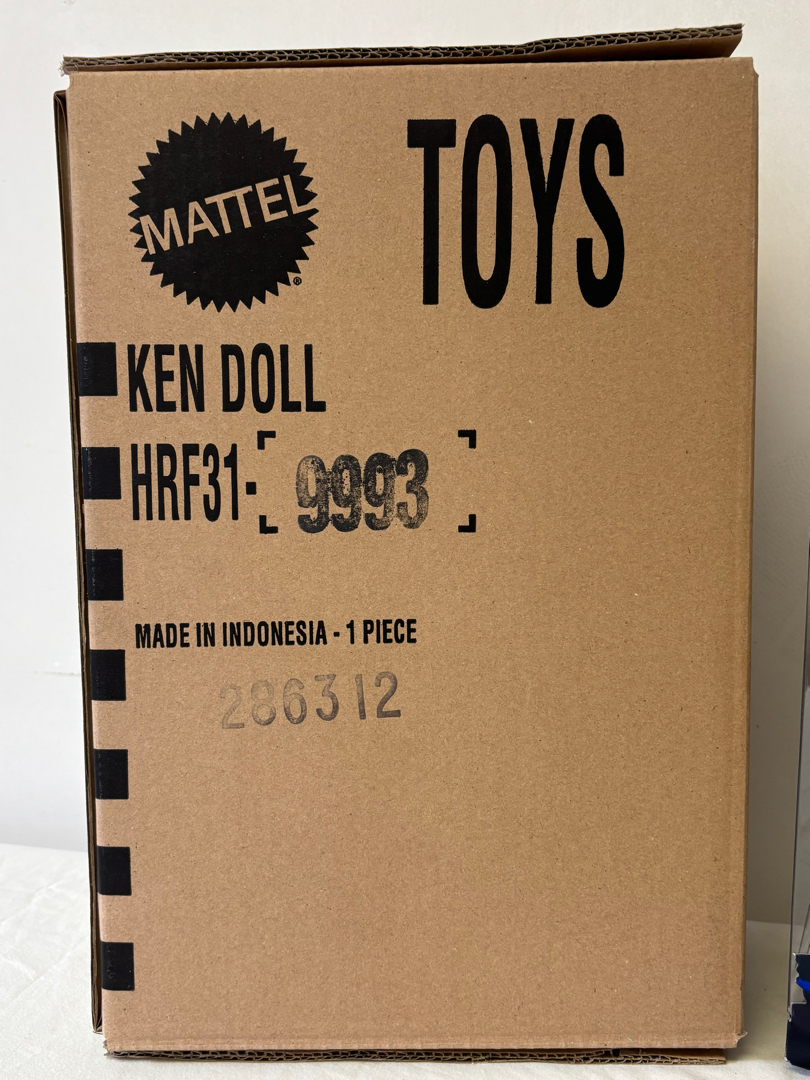 MATTEL
®
TOYS
KEN DOLL
HRF31- 9993
MADE IN INDONESIA - 1 PIECE
286312